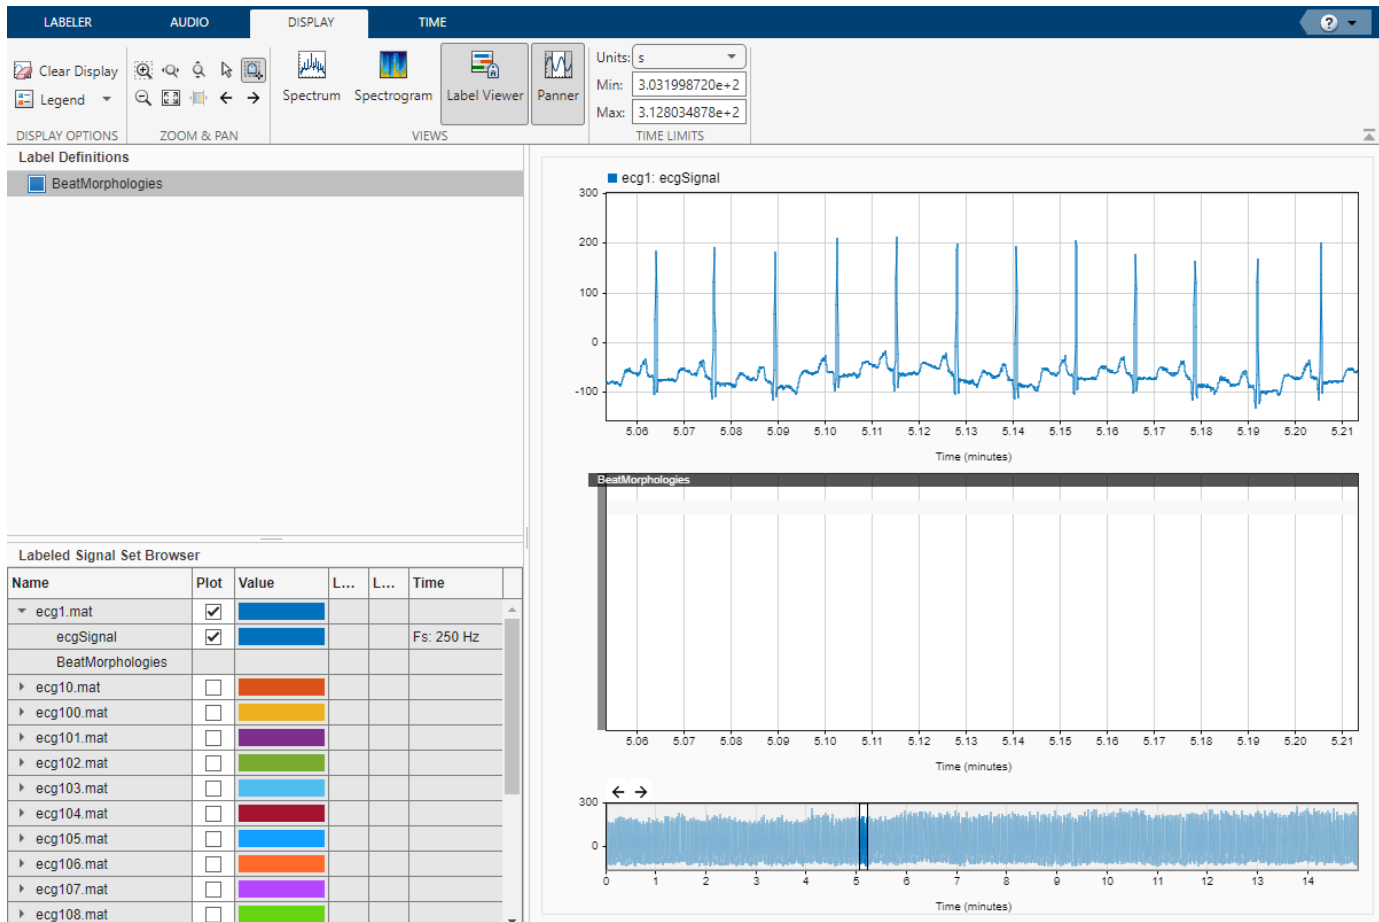 LABELER AUDIO DISPLAY TIME
?
Clear Display
Legend
Spectrum Spectrogram Label Viewer Panner
Units: s
Min: 3.031998720e+2
Max: 3.128034878e+2
DISPLAY OPTIONS ZOOM & PAN VIEWS TIME LIMITS
Label Definitions
BeatMorphologies
ecg1: ecgSignal
300
200
100
0
-100
5.06 5.07 5.08 5.09 5.10 5.11 5.12 5.13 5.14 5.15 5.16 5.17 5.18 5.19 5.20 5.21
Time (minutes)
BeatMorphologies
5.06 5.07 5.08 5.09 5.10 5.11 5.12 5.13 5.14 5.15 5.16 5.17 5.18 5.19 5.20 5.21
Time (minutes)
300
0
0 1 2 3 4 5 6 7 8 9 10 11 12 13 14
Time (minutes)
Labeled Signal Set Browser
Name Plot Value L... L... Time
ecg1.mat
ecgSignal Fs: 250 Hz
BeatMorphologies
ecg10.mat
ecg100.mat
ecg101.mat
ecg102.mat
ecg103.mat
ecg104.mat
ecg105.mat
ecg106.mat
ecg107.mat
ecg108.mat